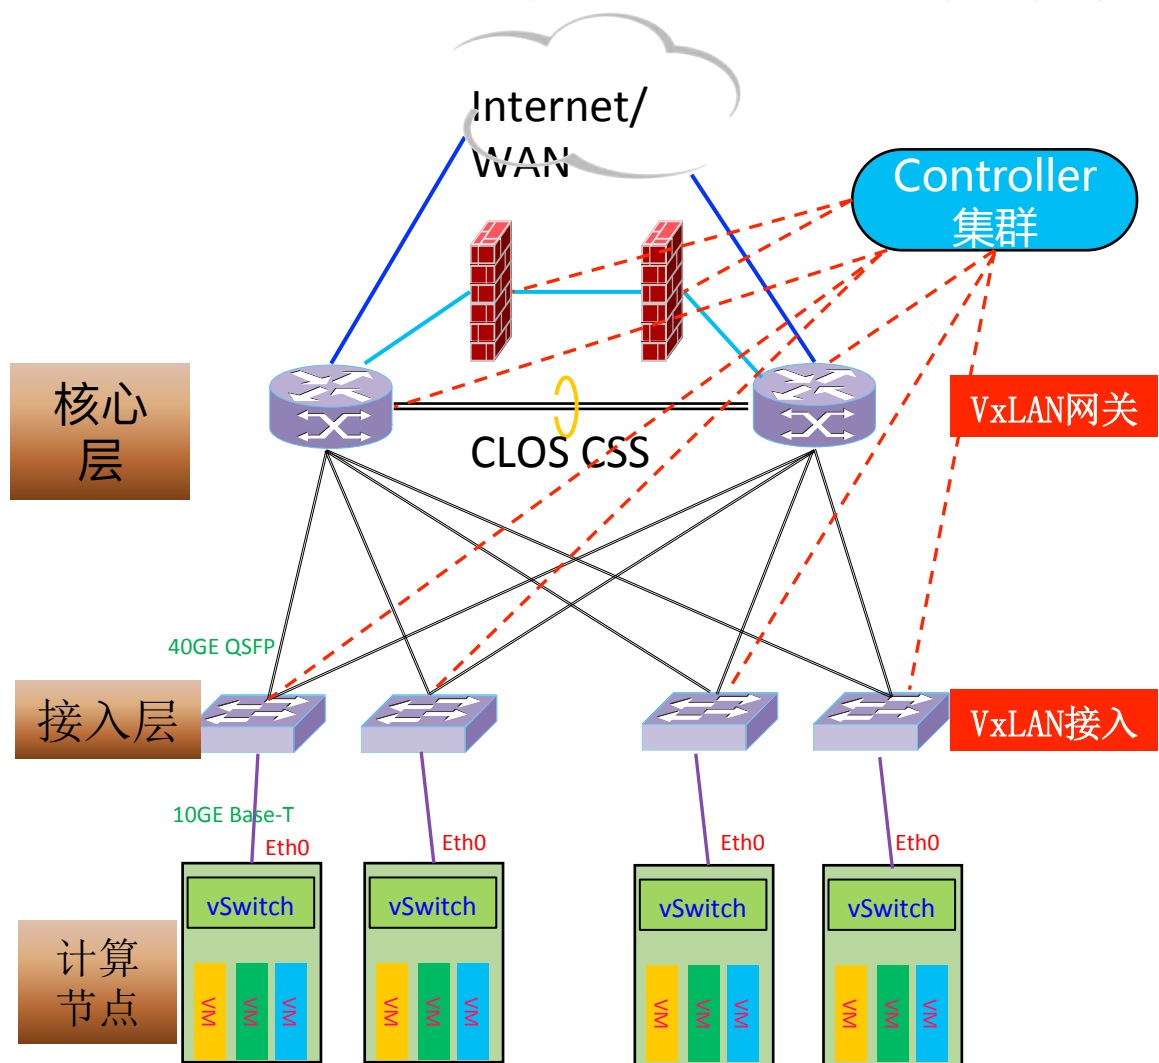 Internet/
WAN
Controller
集群
核心
层
VxLAN网关
CLOS CSS
40GE QSFP
接入层
VxLAN接入
10GE Base-T
Eth0
Eth0
Eth0
Eth0
vSwitch
vSwitch
vSwitch
vSwitch
计算
节点
VM
VM
VM
VM
VM
VM
VM
VM
VM
VM
VM
VM